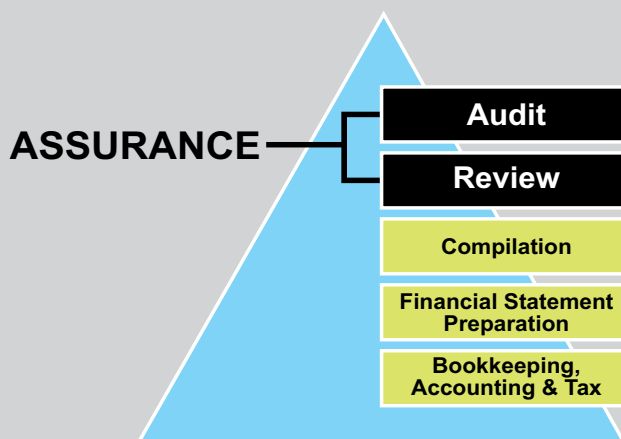 Audit
ASSURANCE
Review
Compilation
Financial Statement
Preparation
Bookkeeping,
Accounting & Tax